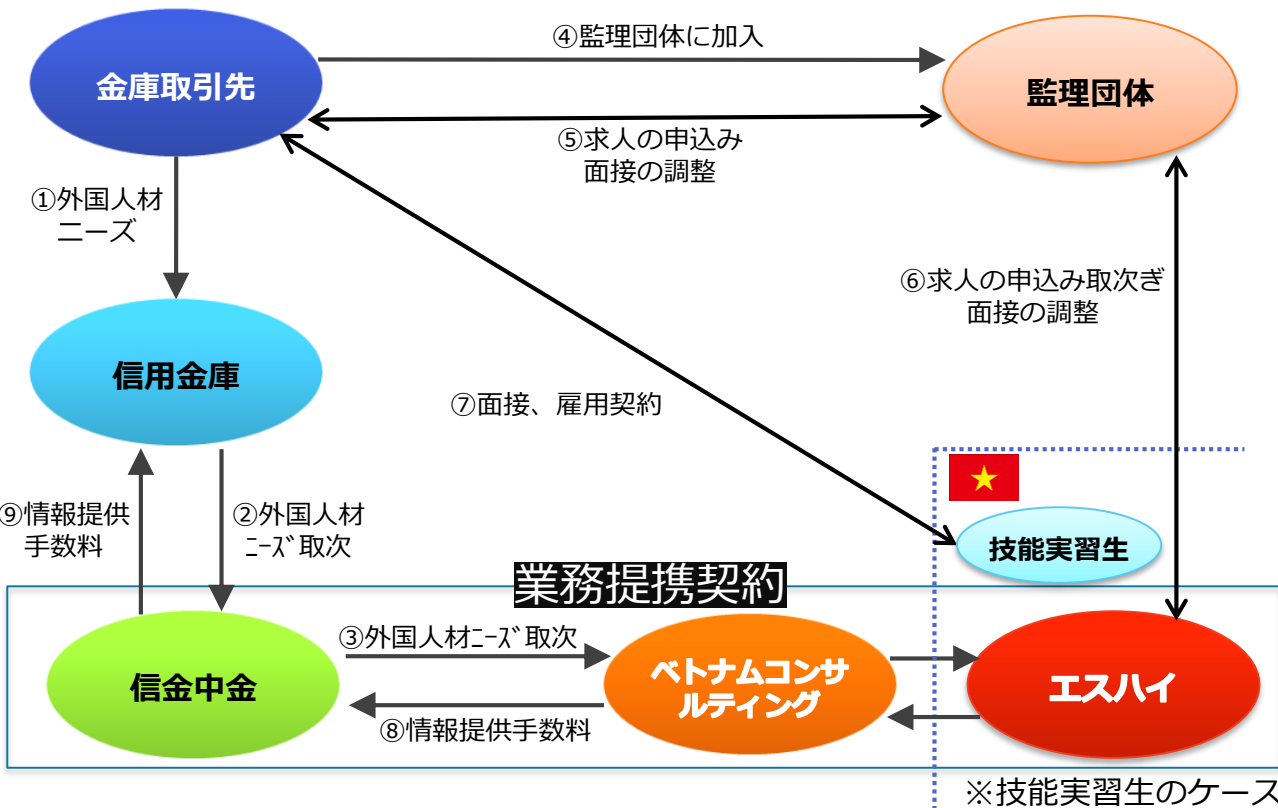 ④監理団体に加入
金庫取引先
監理団体
⑤求人の申込み
面接の調整
①外国人材
ニーズ
⑥求人の申込み取次ぎ
面接の調整
信用金庫
⑦面接、雇用契約
⑨情報提供
手数料
②外国人材
ﾆｰｽﾞ取次
技能実習生
業務提携契約
③外国人材ﾆｰｽﾞ取次
信金中金
ベトナムコンサ
ルティング
エスハイ
⑧情報提供手数料
※技能実習生のケース